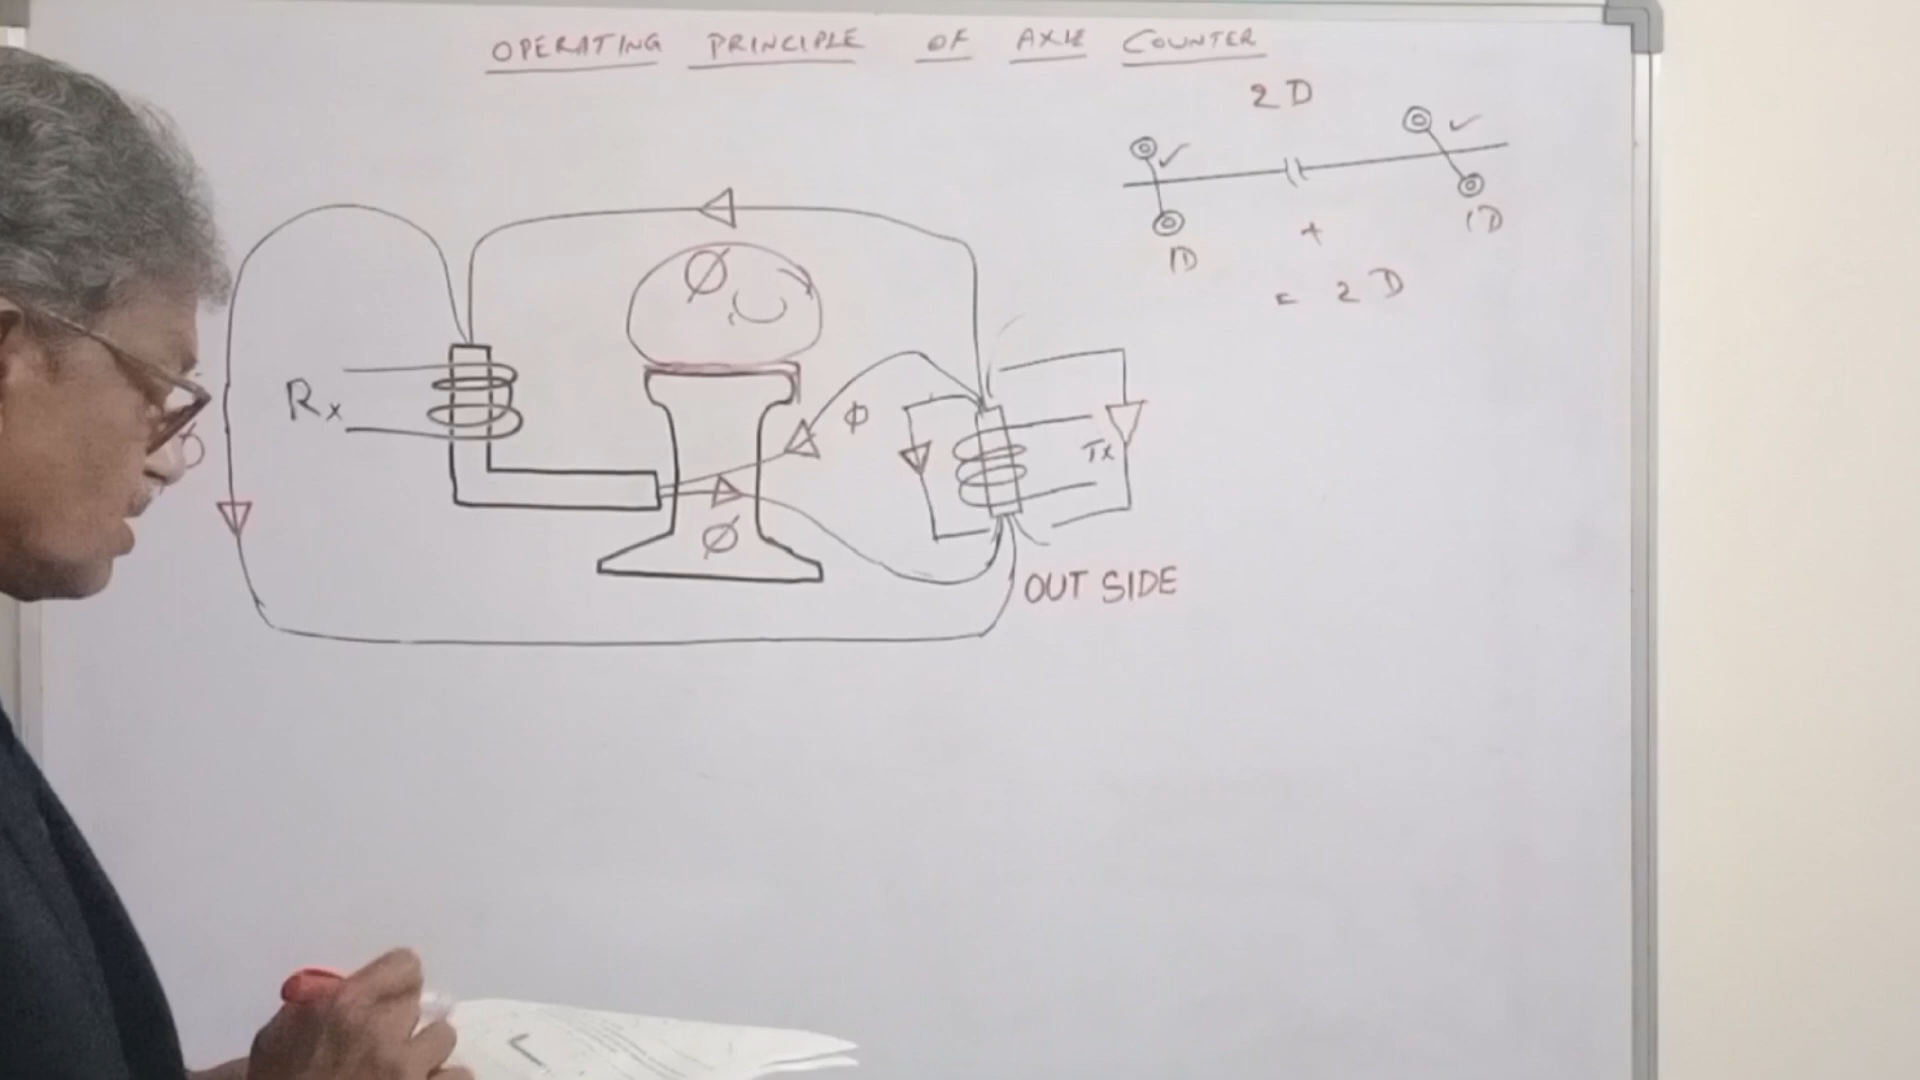 OPERATING PRINCIPLE OF AXLE COUNTER
2D
1D
+
1D
= 2D
Ø
Rx
ϕ
Tx
Ø
OUT SIDE